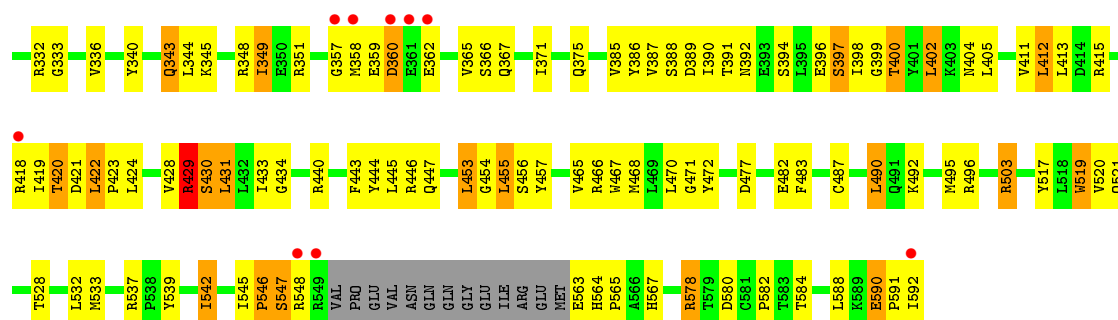 R332 G333 V336 Y340 Q343 L344 K345 R348 I349 E350 R351 G357 M358 E359 D360 E361 E362 V365 S366 Q367 I371 Q375 V385 Y386 V387 S388 D389 I390 T391 N392 E393 S394 L395 E396 S397 I398 G399 T400 Y401 L402 K403 N404 L405 V411 L412 L413 D414 R415
R418 I419 T420 D421 L422 P423 L424 V428 R429 S430 L431 L432 I433 G434 R440 F443 Y444 L445 R446 Q447 L453 G454 L455 S456 Y457 V465 R466 W467 M468 L469 L470 G471 Y472 D477 E482 F483 C487 L490 Q491 K492 M495 R496 R503 Y517 L518 W519 V520 Q521
T528 L532 M533 R537 P538 Y539 I542 I545 P546 S547 R548 R549 VAL PRO GLU VAL ASN GLN GLN GLY GLU ILE ARG GLU MET E563 H564 P565 A566 H567 R578 T579 D580 C581 P582 T583 T584 L588 K589 E590 P591 I592